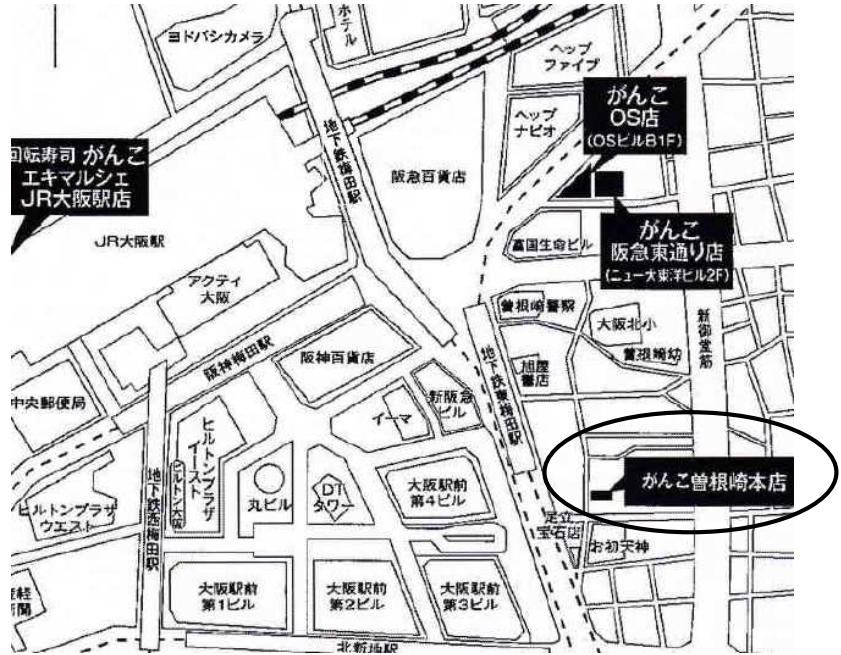 ヨドバシカメラ
ホテル
ヘップ
ファイブ
がんこ
OS店
(OSビルB1F)
ヘップ
ナビオ
回転寿司 がんこ
エキマルシェ
JR大阪駅店
地下鉄梅田駅
阪急百貨店
がんこ
阪急東通り店
(ニュー大東洋ビル2F)
JR大阪駅
富国生命ビル
アクティ
大阪
曽根崎警察
大阪北小
曽根崎幼
新御堂筋
阪神梅田駅
阪神百貨店
地下鉄東梅田駅
旭屋
書店
新阪急
ビル
イーマ
中央郵便局
ヒルトンプラザ
イースト
ヒルトン大阪
地下鉄西梅田駅
丸ビル
DT
タワー
大阪駅前
第4ビル
がんこ曽根崎本店
ヒルトンプラザ
ウエスト
足立
宝石店
お初天神
産経
新聞
大阪駅前
第1ビル
大阪駅前
第2ビル
大阪駅前
第3ビル
北新地駅